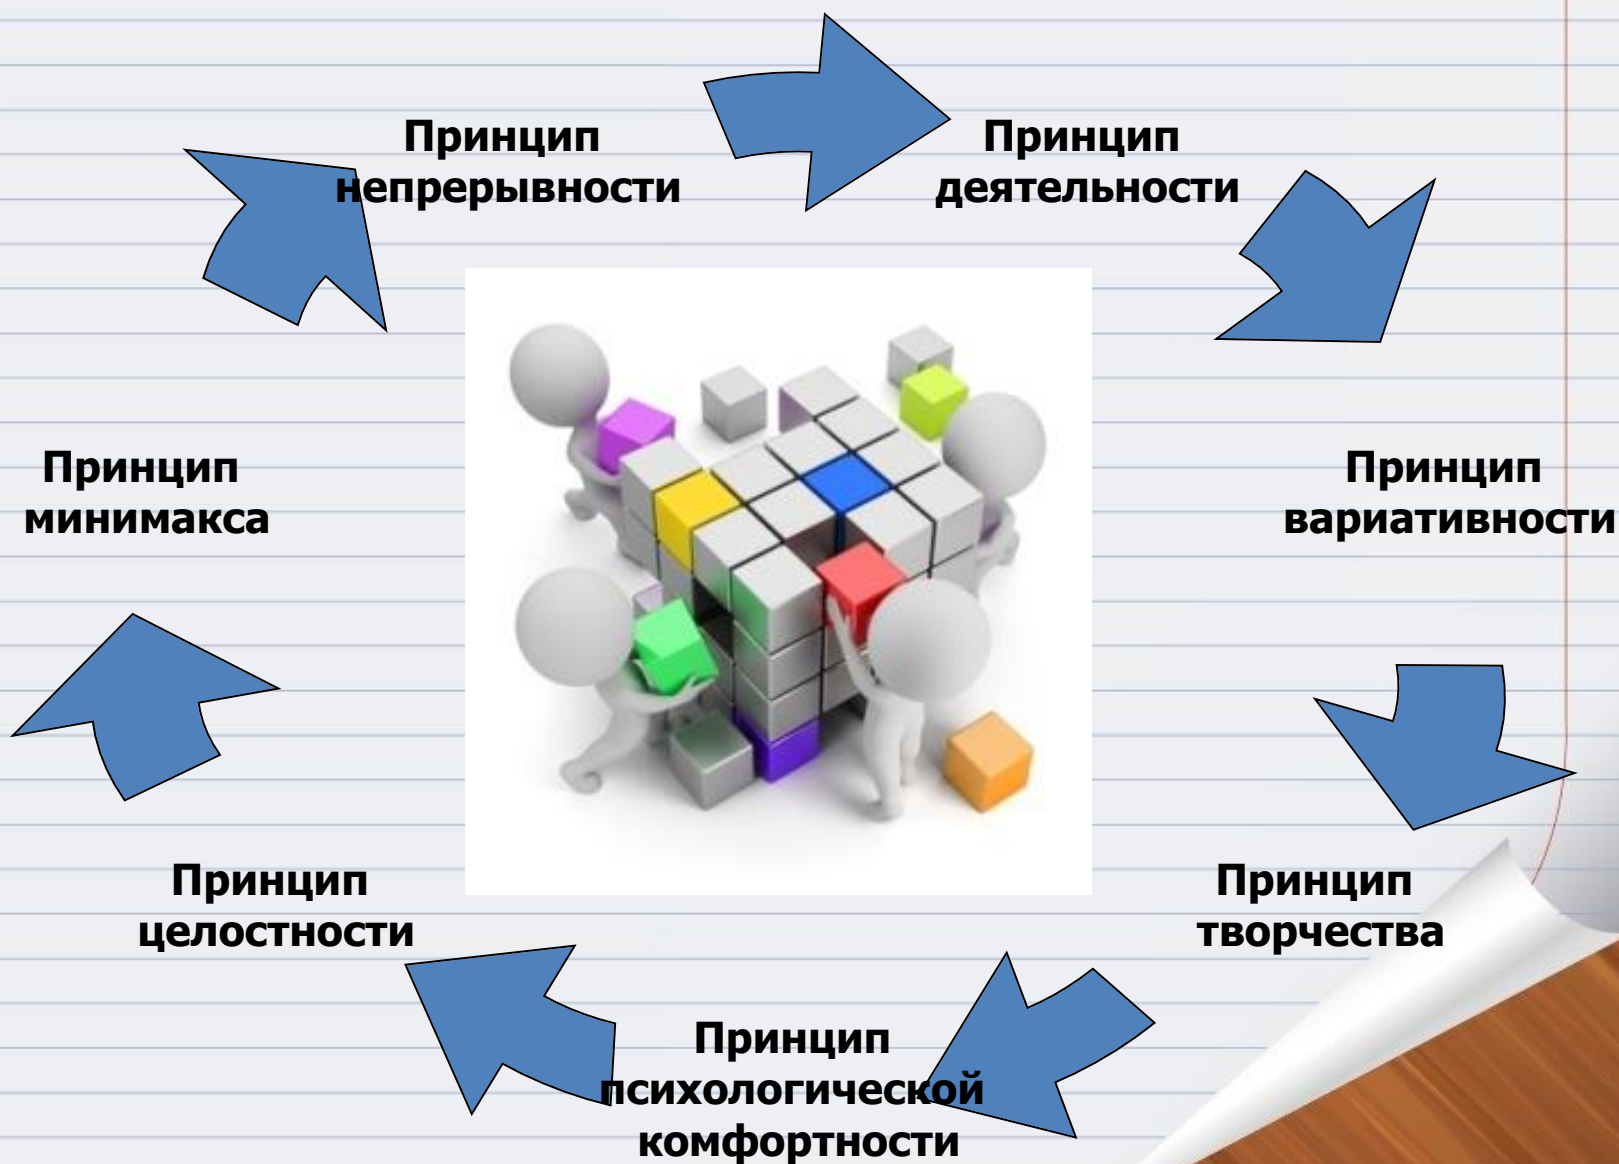 Принцип
непрерывности
Принцип
деятельности
Принцип
минимакса
Принцип
вариативности
Принцип
целостности
Принцип
творчества
Принцип
психологической
комфортности